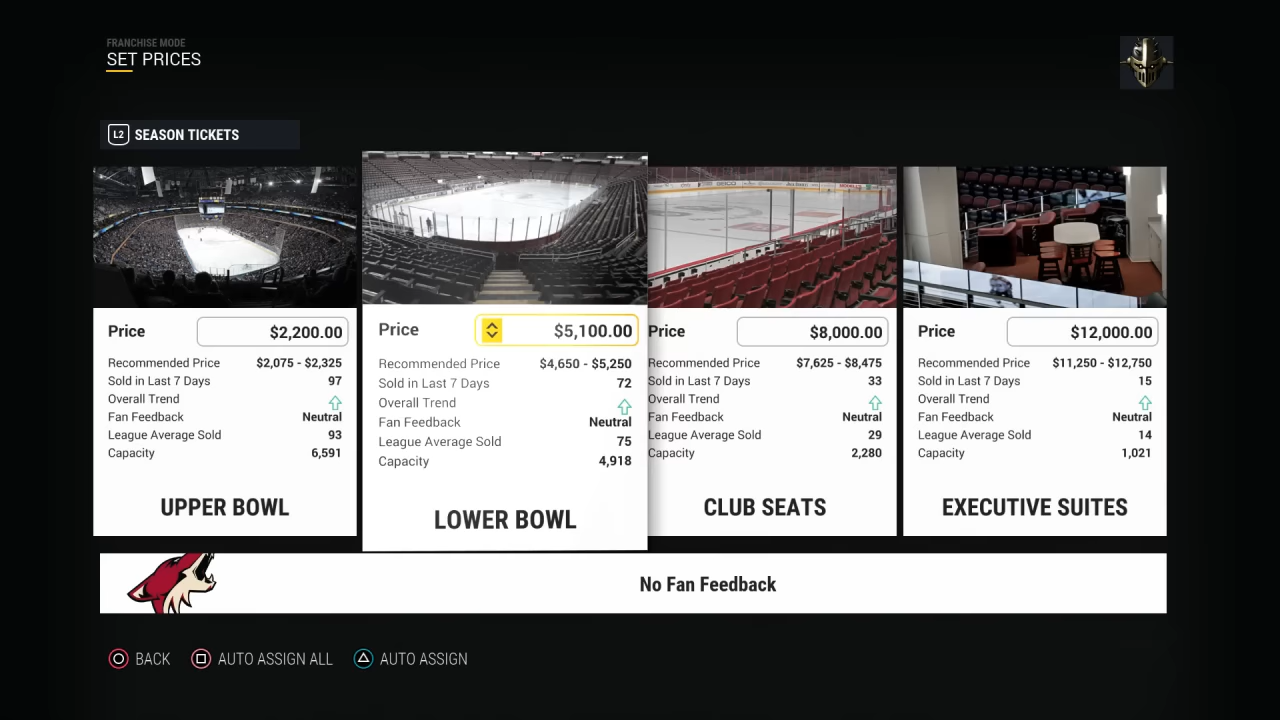 FRANCHISE MODE
SET PRICES
L2 SEASON TICKETS
Price $2,200.00
Recommended Price $2,075 - $2,325
Sold in Last 7 Days 97
Overall Trend
Fan Feedback Neutral
League Average Sold 93
Capacity 6,591
UPPER BOWL
Price $5,100.00
Recommended Price $4,650 - $5,250
Sold in Last 7 Days 72
Overall Trend
Fan Feedback Neutral
League Average Sold 75
Capacity 4,918
LOWER BOWL
Price $8,000.00
Recommended Price $7,625 - $8,475
Sold in Last 7 Days 33
Overall Trend
Fan Feedback Neutral
League Average Sold 29
Capacity 2,280
CLUB SEATS
Price $12,000.00
Recommended Price $11,250 - $12,750
Sold in Last 7 Days 15
Overall Trend
Fan Feedback Neutral
League Average Sold 14
Capacity 1,021
EXECUTIVE SUITES
No Fan Feedback
BACK AUTO ASSIGN ALL AUTO ASSIGN